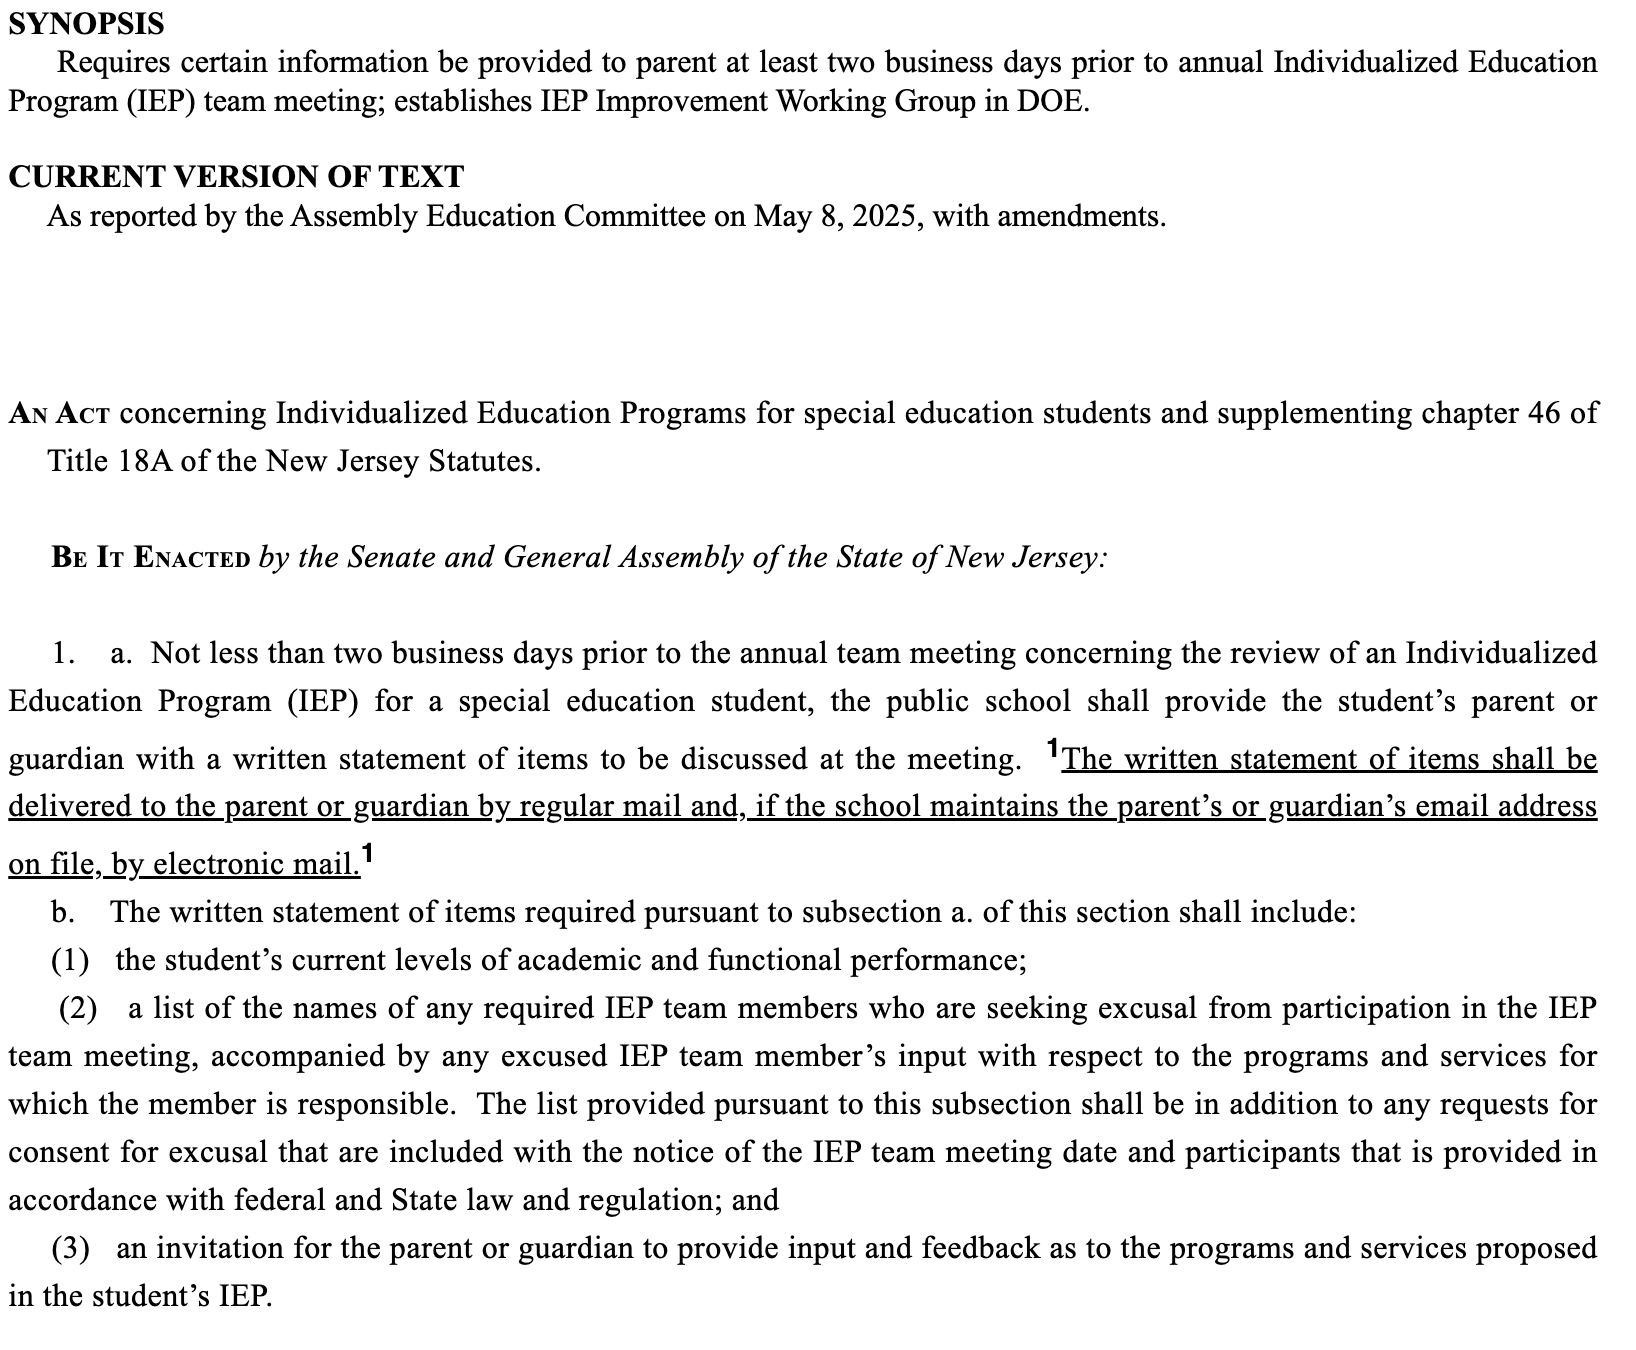 SYNOPSIS
Requires certain information be provided to parent at least two business days prior to annual Individualized Education
Program (IEP) team meeting; establishes IEP Improvement Working Group in DOE.
CURRENT VERSION OF TEXT
As reported by the Assembly Education Committee on May 8, 2025, with amendments.
AN ACT concerning Individualized Education Programs for special education students and supplementing chapter 46 of
Title 18A of the New Jersey Statutes.
BE IT ENACTED by the Senate and General Assembly of the State of New Jersey:
1. a. Not less than two business days prior to the annual team meeting concerning the review of an Individualized
Education Program (IEP) for a special education student, the public school shall provide the student’s parent or
guardian with a written statement of items to be discussed at the meeting. 1The written statement of items shall be
delivered to the parent or guardian by regular mail and, if the school maintains the parent’s or guardian’s email address
on file, by electronic mail.1
b. The written statement of items required pursuant to subsection a. of this section shall include:
(1) the student’s current levels of academic and functional performance;
(2) a list of the names of any required IEP team members who are seeking excusal from participation in the IEP
team meeting, accompanied by any excused IEP team member’s input with respect to the programs and services for
which the member is responsible. The list provided pursuant to this subsection shall be in addition to any requests for
consent for excusal that are included with the notice of the IEP team meeting date and participants that is provided in
accordance with federal and State law and regulation; and
(3) an invitation for the parent or guardian to provide input and feedback as to the programs and services proposed
in the student’s IEP.